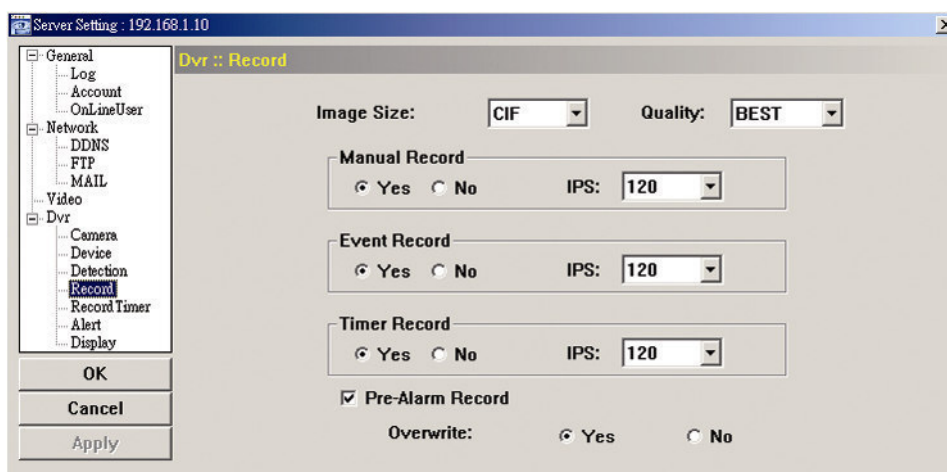 Server Setting : 192.168.1.10
General
Log
Account
OnLineUser
Network
DDNS
FTP
MAIL
Video
Dvr
Camera
Device
Detection
Record
Record Timer
Alert
Display
OK
Cancel
Apply
Dvr :: Record
Image Size: CIF Quality: BEST
Manual Record
Yes No IPS: 120
Event Record
Yes No IPS: 120
Timer Record
Yes No IPS: 120
Pre-Alarm Record
Overwrite: Yes No